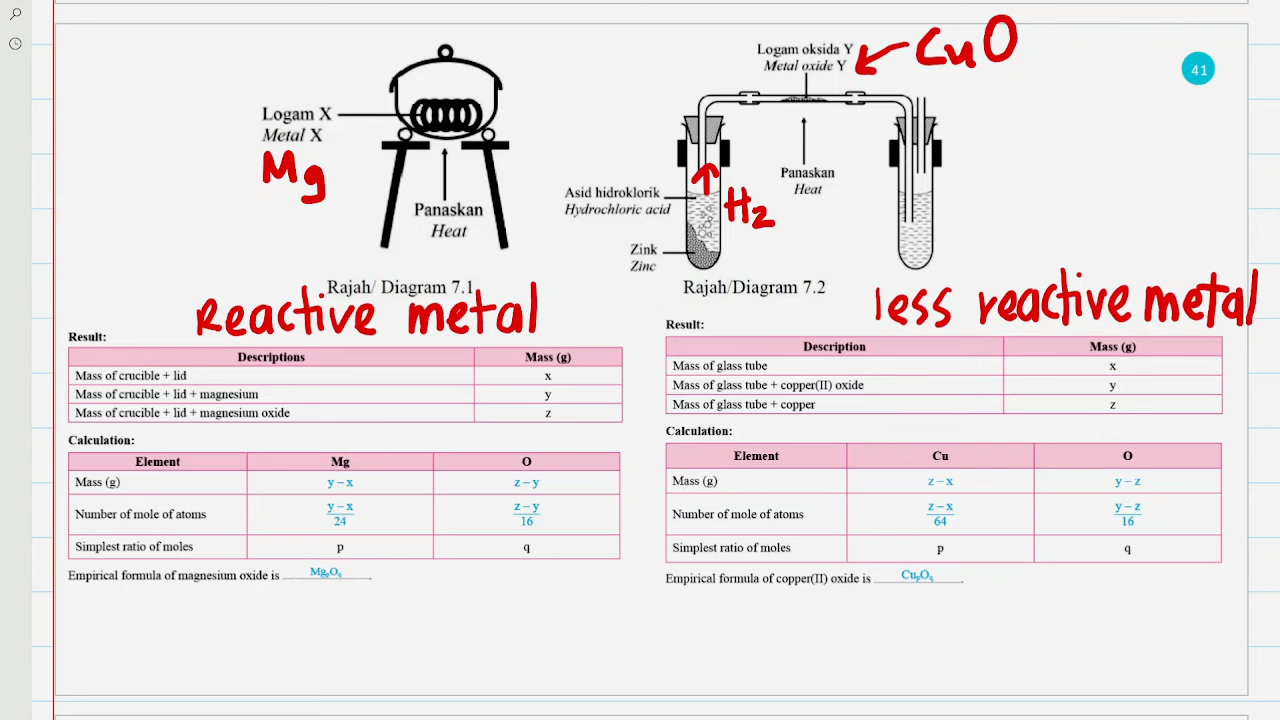 41
Logam X
Metal X
Mg
Panaskan
Heat
Rajah/ Diagram 7.1
Reactive metal
Logam oksida Y
Metal oxide Y
CuO
Asid hidroklorik
Hydrochloric acid
H₂
Zink
Zinc
Panaskan
Heat
Rajah/Diagram 7.2
less reactive metal
Result:
Descriptions Mass (g)
Mass of crucible + lid x
Mass of crucible + lid + magnesium y
Mass of crucible + lid + magnesium oxide z
Calculation:
Element Mg O
Mass (g) y – x z – y
Number of mole of atoms y – x / 24 z – y / 16
Simplest ratio of moles p q
Empirical formula of magnesium oxide is MgₚO_q.
Result:
Description Mass (g)
Mass of glass tube x
Mass of glass tube + copper(II) oxide y
Mass of glass tube + copper z
Calculation:
Element Cu O
Mass (g) z – x y – z
Number of mole of atoms z – x / 64 y – z / 16
Simplest ratio of moles p q
Empirical formula of copper(II) oxide is CuₚO_q.